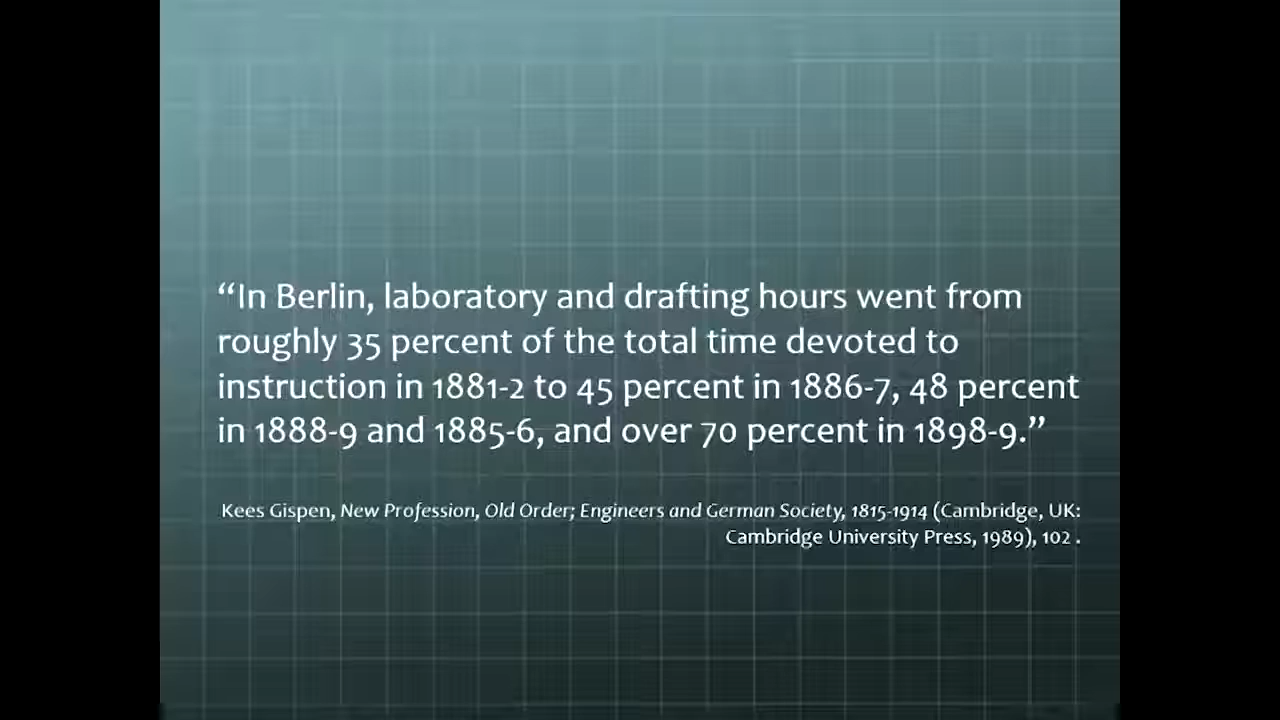 “In Berlin, laboratory and drafting hours went from
roughly 35 percent of the total time devoted to
instruction in 1881-2 to 45 percent in 1886-7, 48 percent
in 1888-9 and 1885-6, and over 70 percent in 1898-9.”
Kees Gispen, New Profession, Old Order; Engineers and German Society, 1815-1914 (Cambridge, UK:
Cambridge University Press, 1989), 102 .